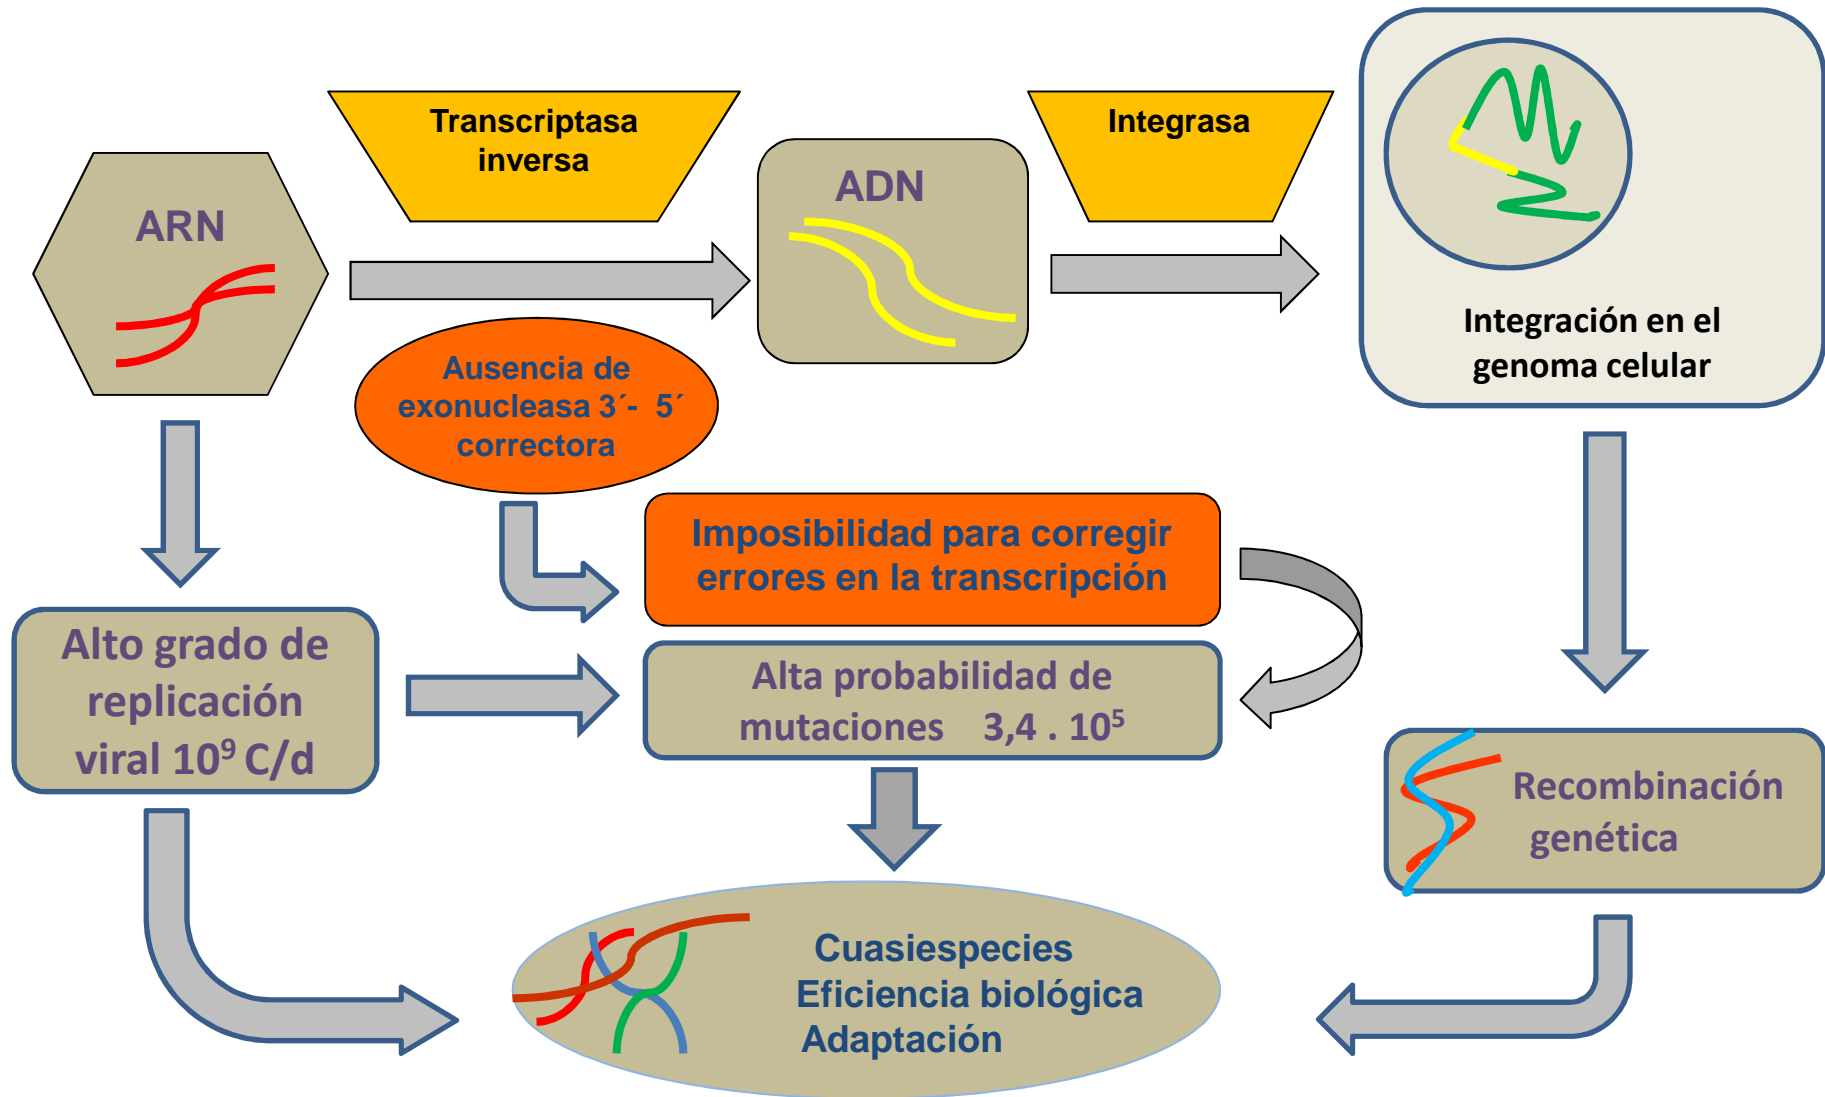 Transcriptasa
inversa
Integrasa
ARN
ADN
Integración en el
genoma celular
Ausencia de
exonucleasa 3´- 5´
correctora
Imposibilidad para corregir
errores en la transcripción
Alto grado de
replicación
viral 10⁹ C/d
Alta probabilidad de
mutaciones 3,4 . 10⁵
Recombinación
genética
Cuasiespecies
Eficiencia biológica
Adaptación